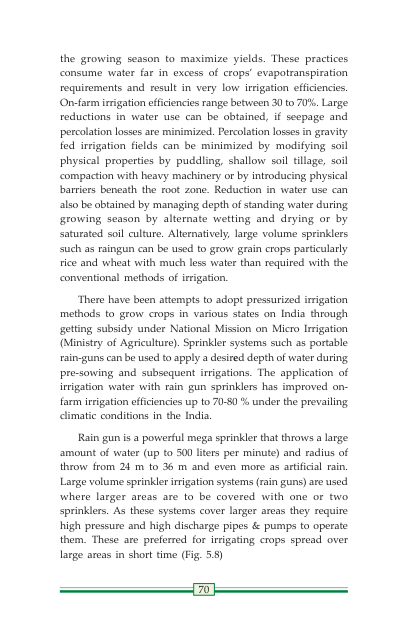 the growing season to maximize yields. These practices
consume water far in excess of crops' evapotranspiration
requirements and result in very low irrigation efficiencies.
On-farm irrigation efficiencies range between 30 to 70%. Large
reductions in water use can be obtained, if seepage and
percolation losses are minimized. Percolation losses in gravity
fed irrigation fields can be minimized by modifying soil
physical properties by puddling, shallow soil tillage, soil
compaction with heavy machinery or by introducing physical
barriers beneath the root zone. Reduction in water use can
also be obtained by managing depth of standing water during
growing season by alternate wetting and drying or by
saturated soil culture. Alternatively, large volume sprinklers
such as raingun can be used to grow grain crops particularly
rice and wheat with much less water than required with the
conventional methods of irrigation.
There have been attempts to adopt pressurized irrigation
methods to grow crops in various states on India through
getting subsidy under National Mission on Micro Irrigation
(Ministry of Agriculture). Sprinkler systems such as portable
rain-guns can be used to apply a desired depth of water during
pre-sowing and subsequent irrigations. The application of
irrigation water with rain gun sprinklers has improved on-
farm irrigation efficiencies up to 70-80 % under the prevailing
climatic conditions in the India.
Rain gun is a powerful mega sprinkler that throws a large
amount of water (up to 500 liters per minute) and radius of
throw from 24 m to 36 m and even more as artificial rain.
Large volume sprinkler irrigation systems (rain guns) are used
where larger areas are to be covered with one or two
sprinklers. As these systems cover larger areas they require
high pressure and high discharge pipes & pumps to operate
them. These are preferred for irrigating crops spread over
large areas in short time (Fig. 5.8)
70